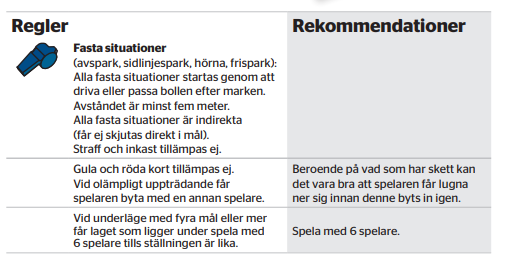 Regler
Rekommendationer
Fasta situationer
(avspark, sidlinjespark, hörna, frispark):
Alla fasta situationer startas genom att
driva eller passa bollen efter marken.
Avståndet är minst fem meter.
Alla fasta situationer är indirekta
(får ej skjutas direkt i mål).
Straff och inkast tillämpas ej.
Gula och röda kort tillämpas ej.
Vid olämpligt uppträdande får
spelaren byta med en annan spelare.
Beroende på vad som har skett kan
det vara bra att spelaren får lugna
ner sig innan denne byts in igen.
Vid underläge med fyra mål eller mer
får laget som ligger under spela med
6 spelare tills ställningen är lika.
Spela med 6 spelare.